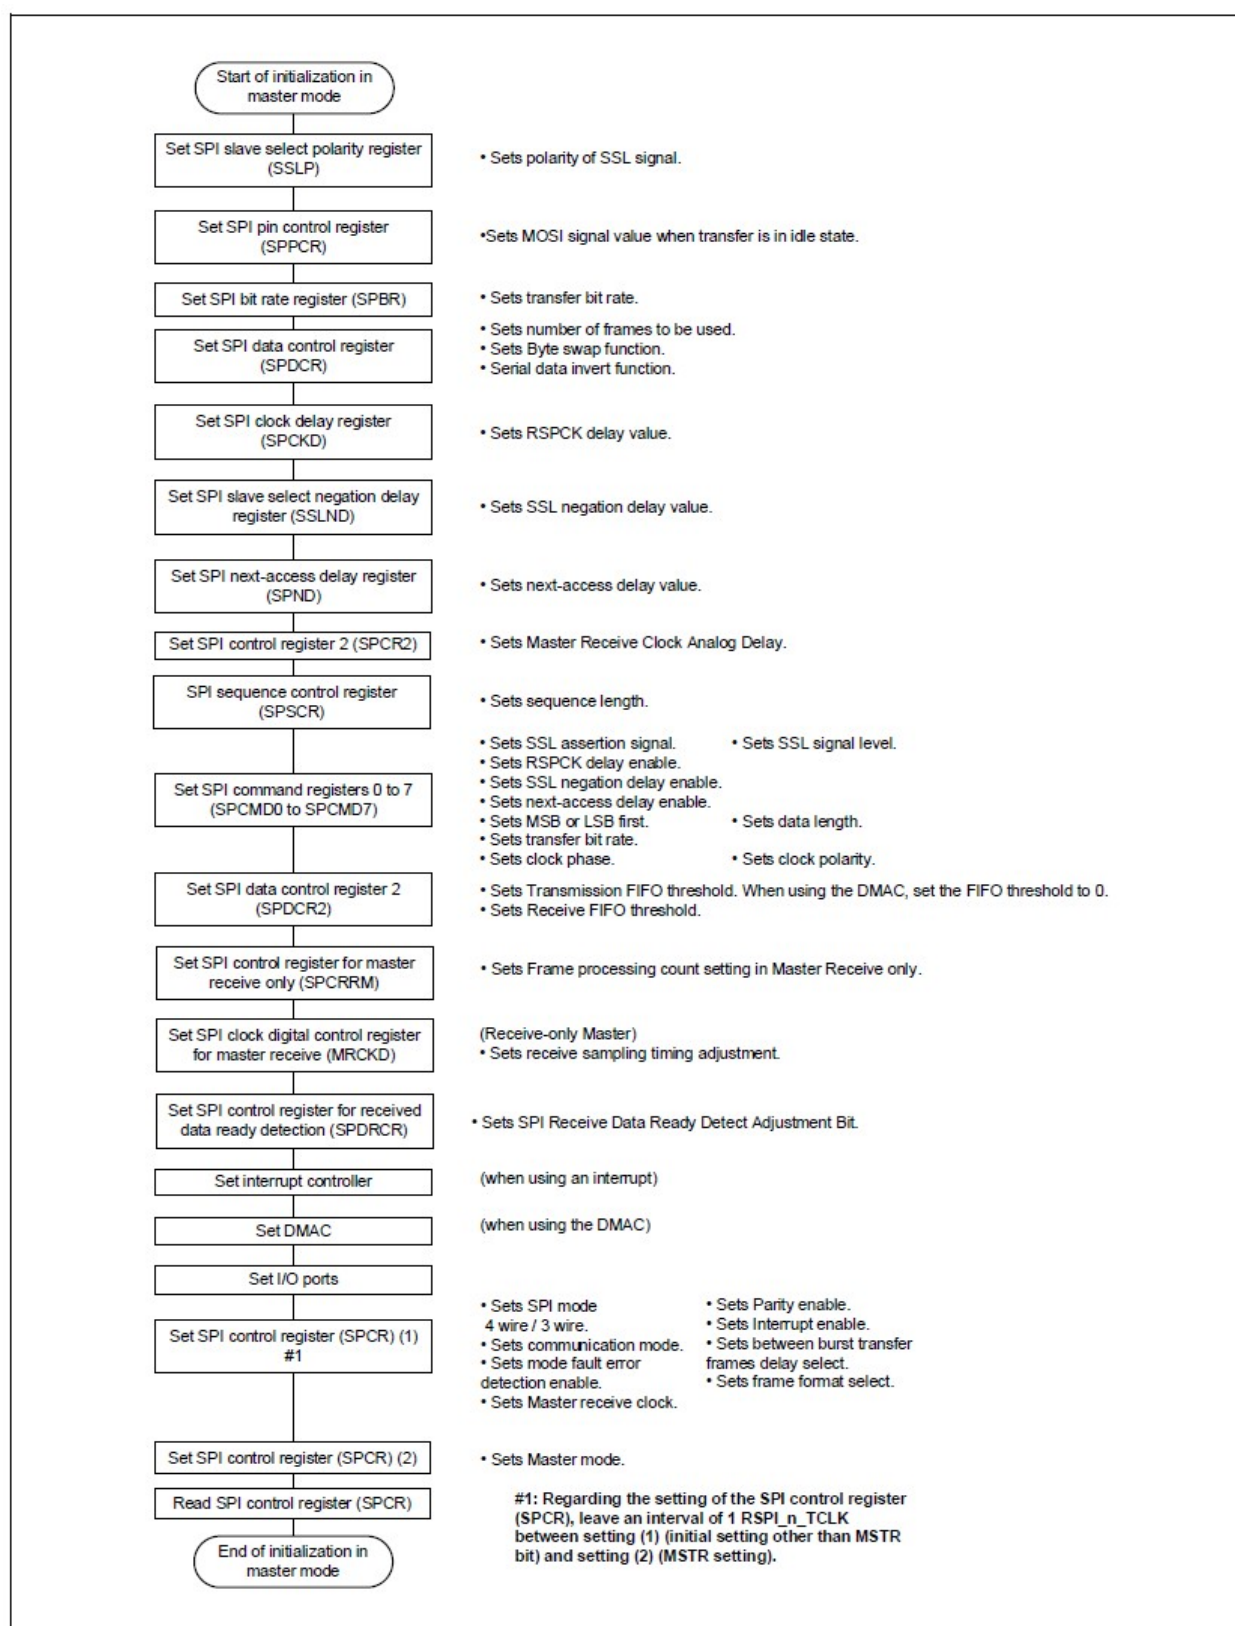 Start of initialization in
master mode
Set SPI slave select polarity register
(SSLP)
• Sets polarity of SSL signal.
Set SPI pin control register
(SPPCR)
•Sets MOSI signal value when transfer is in idle state.
Set SPI bit rate register (SPBR)
• Sets transfer bit rate.
Set SPI data control register
(SPDCR)
• Sets number of frames to be used.
• Sets Byte swap function.
• Serial data invert function.
Set SPI clock delay register
(SPCKD)
• Sets RSPCK delay value.
Set SPI slave select negation delay
register (SSLND)
• Sets SSL negation delay value.
Set SPI next-access delay register
(SPND)
• Sets next-access delay value.
Set SPI control register 2 (SPCR2)
• Sets Master Receive Clock Analog Delay.
SPI sequence control register
(SPSCR)
• Sets sequence length.
Set SPI command registers 0 to 7
(SPCMD0 to SPCMD7)
• Sets SSL assertion signal. • Sets SSL signal level.
• Sets RSPCK delay enable.
• Sets SSL negation delay enable.
• Sets next-access delay enable.
• Sets MSB or LSB first. • Sets data length.
• Sets transfer bit rate.
• Sets clock phase. • Sets clock polarity.
Set SPI data control register 2
(SPDCR2)
• Sets Transmission FIFO threshold. When using the DMAC, set the FIFO threshold to 0.
• Sets Receive FIFO threshold.
Set SPI control register for master
receive only (SPCRRM)
• Sets Frame processing count setting in Master Receive only.
Set SPI clock digital control register
for master receive (MRCKD)
(Receive-only Master)
• Sets receive sampling timing adjustment.
Set SPI control register for received
data ready detection (SPDRCR)
• Sets SPI Receive Data Ready Detect Adjustment Bit.
Set interrupt controller
(when using an interrupt)
Set DMAC
(when using the DMAC)
Set I/O ports
Set SPI control register (SPCR) (1)
#1
• Sets SPI mode
4 wire / 3 wire.
• Sets communication mode.
• Sets mode fault error
detection enable.
• Sets Master receive clock.
• Sets Parity enable.
• Sets Interrupt enable.
• Sets between burst transfer
frames delay select.
• Sets frame format select.
Set SPI control register (SPCR) (2)
• Sets Master mode.
Read SPI control register (SPCR)
#1: Regarding the setting of the SPI control register
(SPCR), leave an interval of 1 RSPI_n_TCLK
between setting (1) (initial setting other than MSTR
bit) and setting (2) (MSTR setting).
End of initialization in
master mode